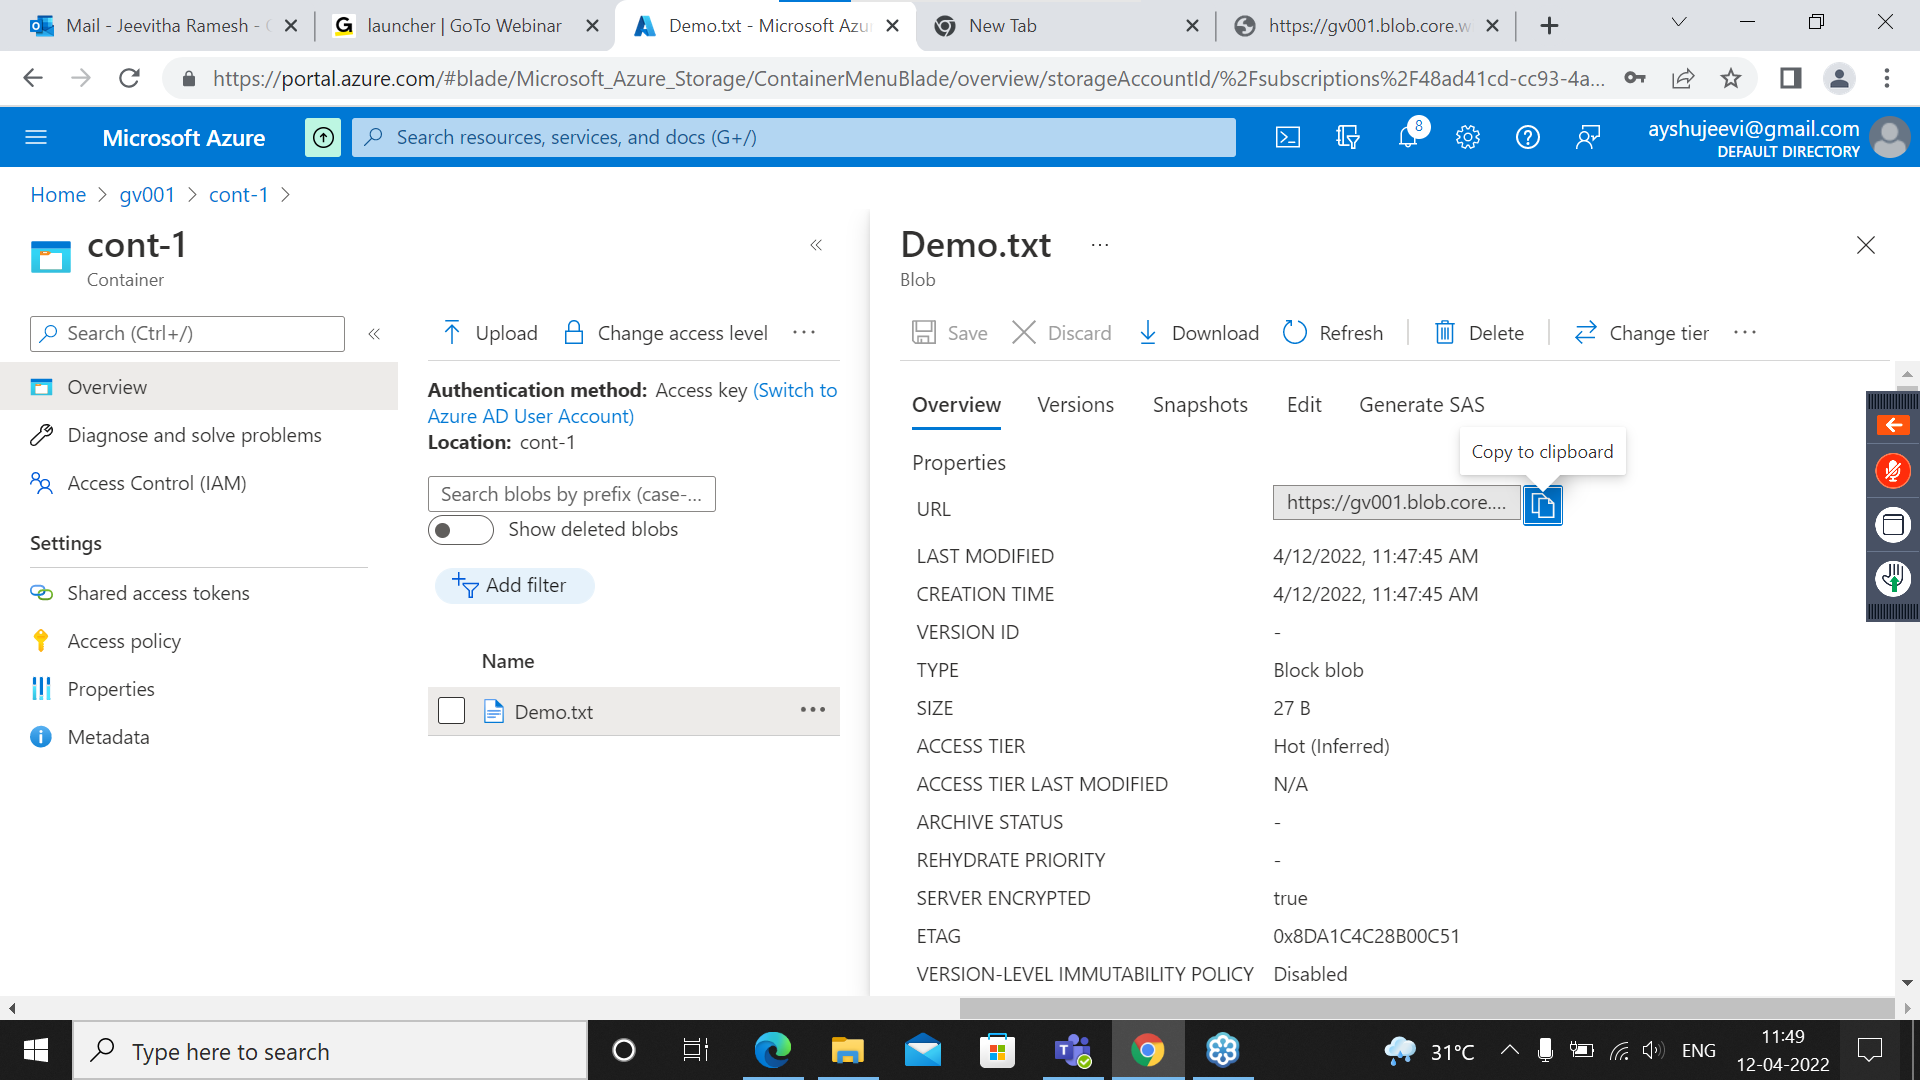 Mail - Jeevitha Ramesh -
launcher | GoTo Webinar
Demo.txt - Microsoft Azu
New Tab
https://gv001.blob.core.w
https://portal.azure.com/#blade/Microsoft_Azure_Storage/ContainerMenuBlade/overview/storageAccountId/%2Fsubscriptions%2F48ad41cd-cc93-4a...
Microsoft Azure
Search resources, services, and docs (G+/)
8
ayshujeevi@gmail.com
DEFAULT DIRECTORY
Home > gv001 > cont-1 >
cont-1
Container
Search (Ctrl+/)
Overview
Diagnose and solve problems
Access Control (IAM)
Settings
Shared access tokens
Access policy
Properties
Metadata
Upload
Change access level
Authentication method: Access key (Switch to
Azure AD User Account)
Location: cont-1
Search blobs by prefix (case-...
Show deleted blobs
Add filter
Name
Demo.txt
Demo.txt
Blob
Save
Discard
Download
Refresh
Delete
Change tier
Overview
Versions
Snapshots
Edit
Generate SAS
Copy to clipboard
Properties
URL https://gv001.blob.core....
LAST MODIFIED 4/12/2022, 11:47:45 AM
CREATION TIME 4/12/2022, 11:47:45 AM
VERSION ID -
TYPE Block blob
SIZE 27 B
ACCESS TIER Hot (Inferred)
ACCESS TIER LAST MODIFIED N/A
ARCHIVE STATUS -
REHYDRATE PRIORITY -
SERVER ENCRYPTED true
ETAG 0x8DA1C4C28B00C51
VERSION-LEVEL IMMUTABILITY POLICY Disabled
Type here to search
31°C
ENG
11:49
12-04-2022